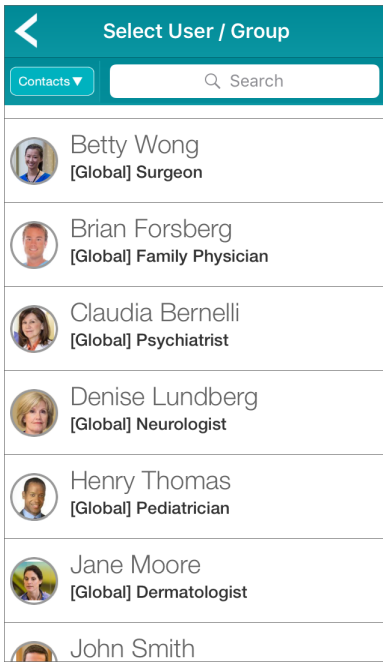 Select User / Group
Contacts▼
Search
Betty Wong
[Global] Surgeon
Brian Forsberg
[Global] Family Physician
Claudia Bernelli
[Global] Psychiatrist
Denise Lundberg
[Global] Neurologist
Henry Thomas
[Global] Pediatrician
Jane Moore
[Global] Dermatologist
John Smith